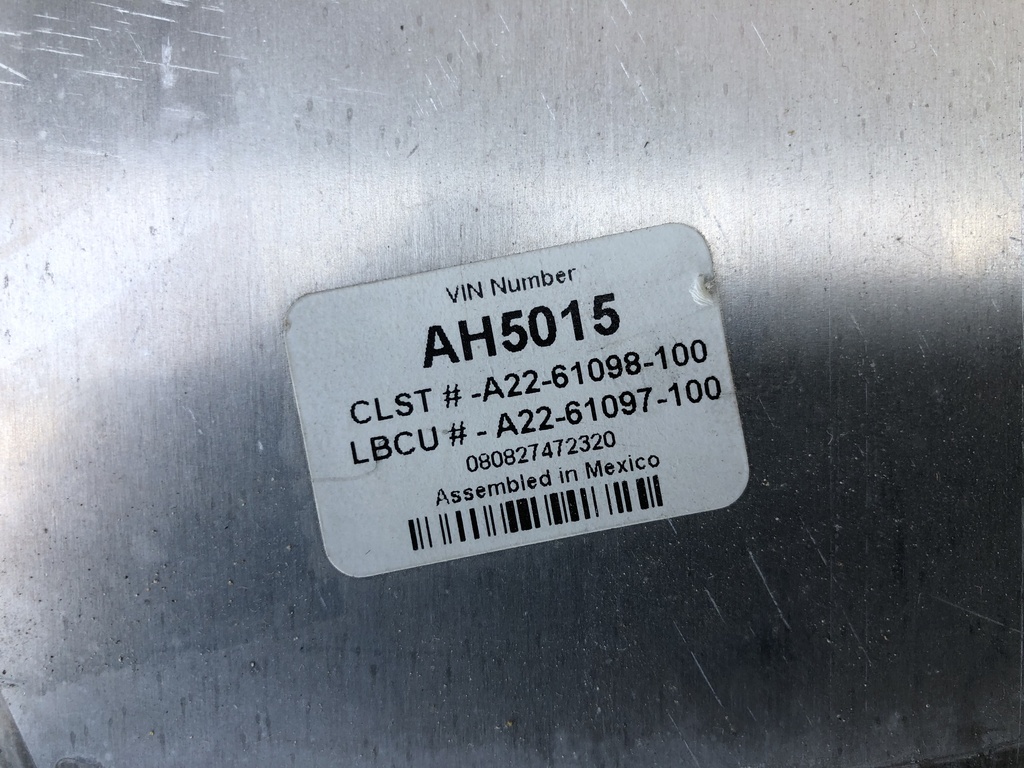 VIN Number
AH5015
CLST # -A22-61098-100
LBCU # - A22-61097-100
080827472320
Assembled in Mexico